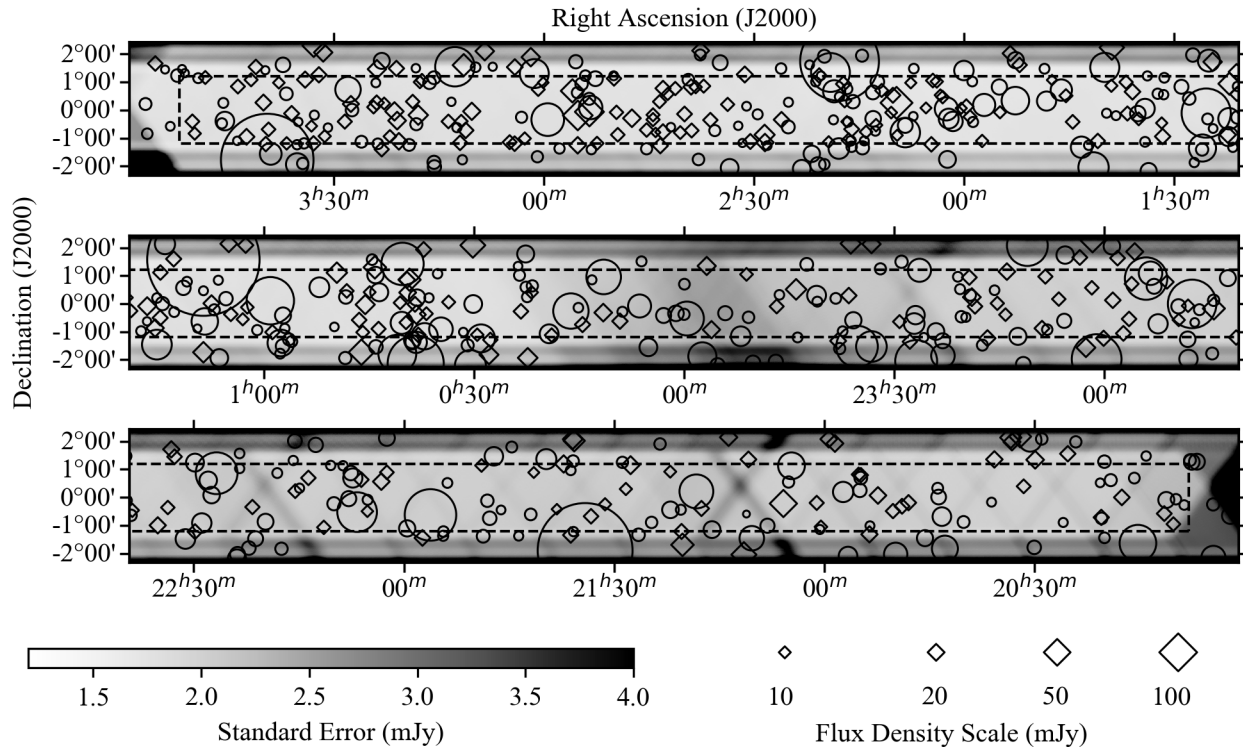 Right Ascension (J2000)
Declination (J2000)
2°00'
1°00'
0°00'
-1°00'
-2°00'
3h30m 00m 2h30m 00m 1h30m
2°00'
1°00'
0°00'
-1°00'
-2°00'
1h00m 0h30m 00m 23h30m 00m
2°00'
1°00'
0°00'
-1°00'
-2°00'
22h30m 00m 21h30m 00m 20h30m
1.5 2.0 2.5 3.0 3.5 4.0
Standard Error (mJy)
10 20 50 100
Flux Density Scale (mJy)